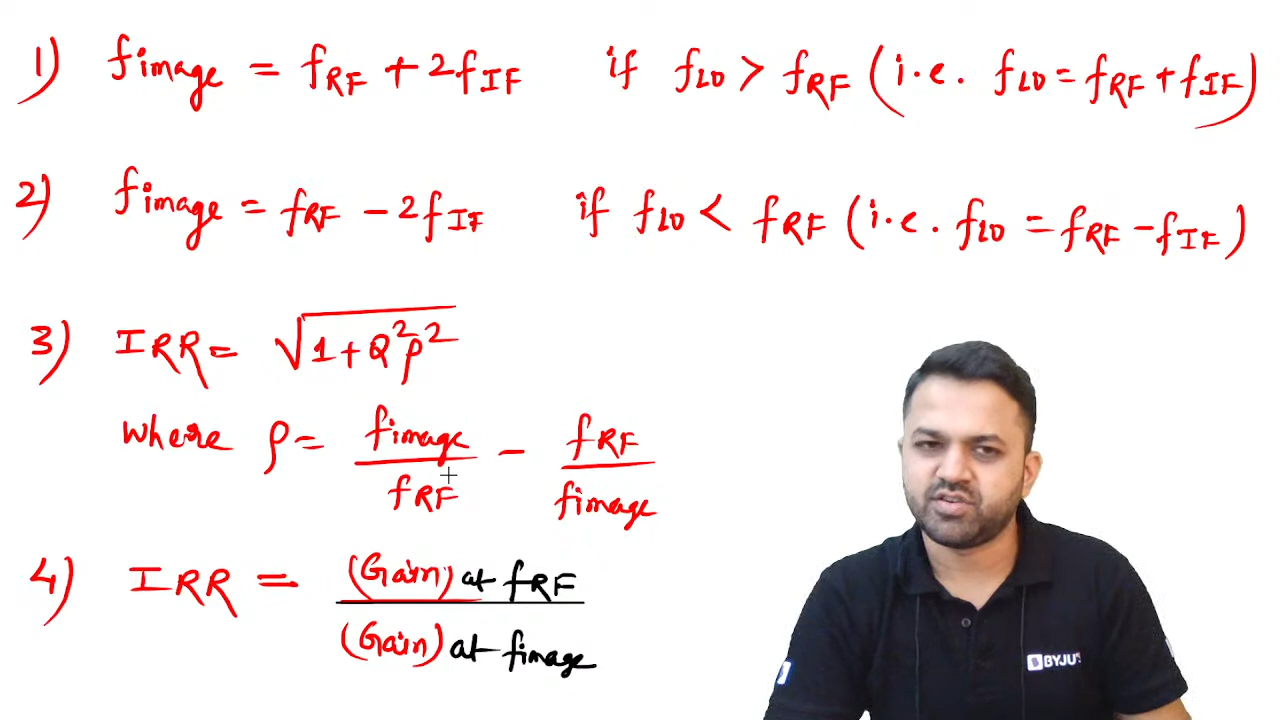 1) fimage = fRF + 2fIF if fLO > fRF (i.e. fLO = fRF + fIF)
2) fimage = fRF - 2fIF if fLO < fRF (i.e. fLO = fRF - fIF)
3) IRR = √1+Q²ρ²
where ρ = fimage/fRF - fRF/fimage
4) IRR = (Gain) at fRF / (Gain) at fimage
BYJU'S